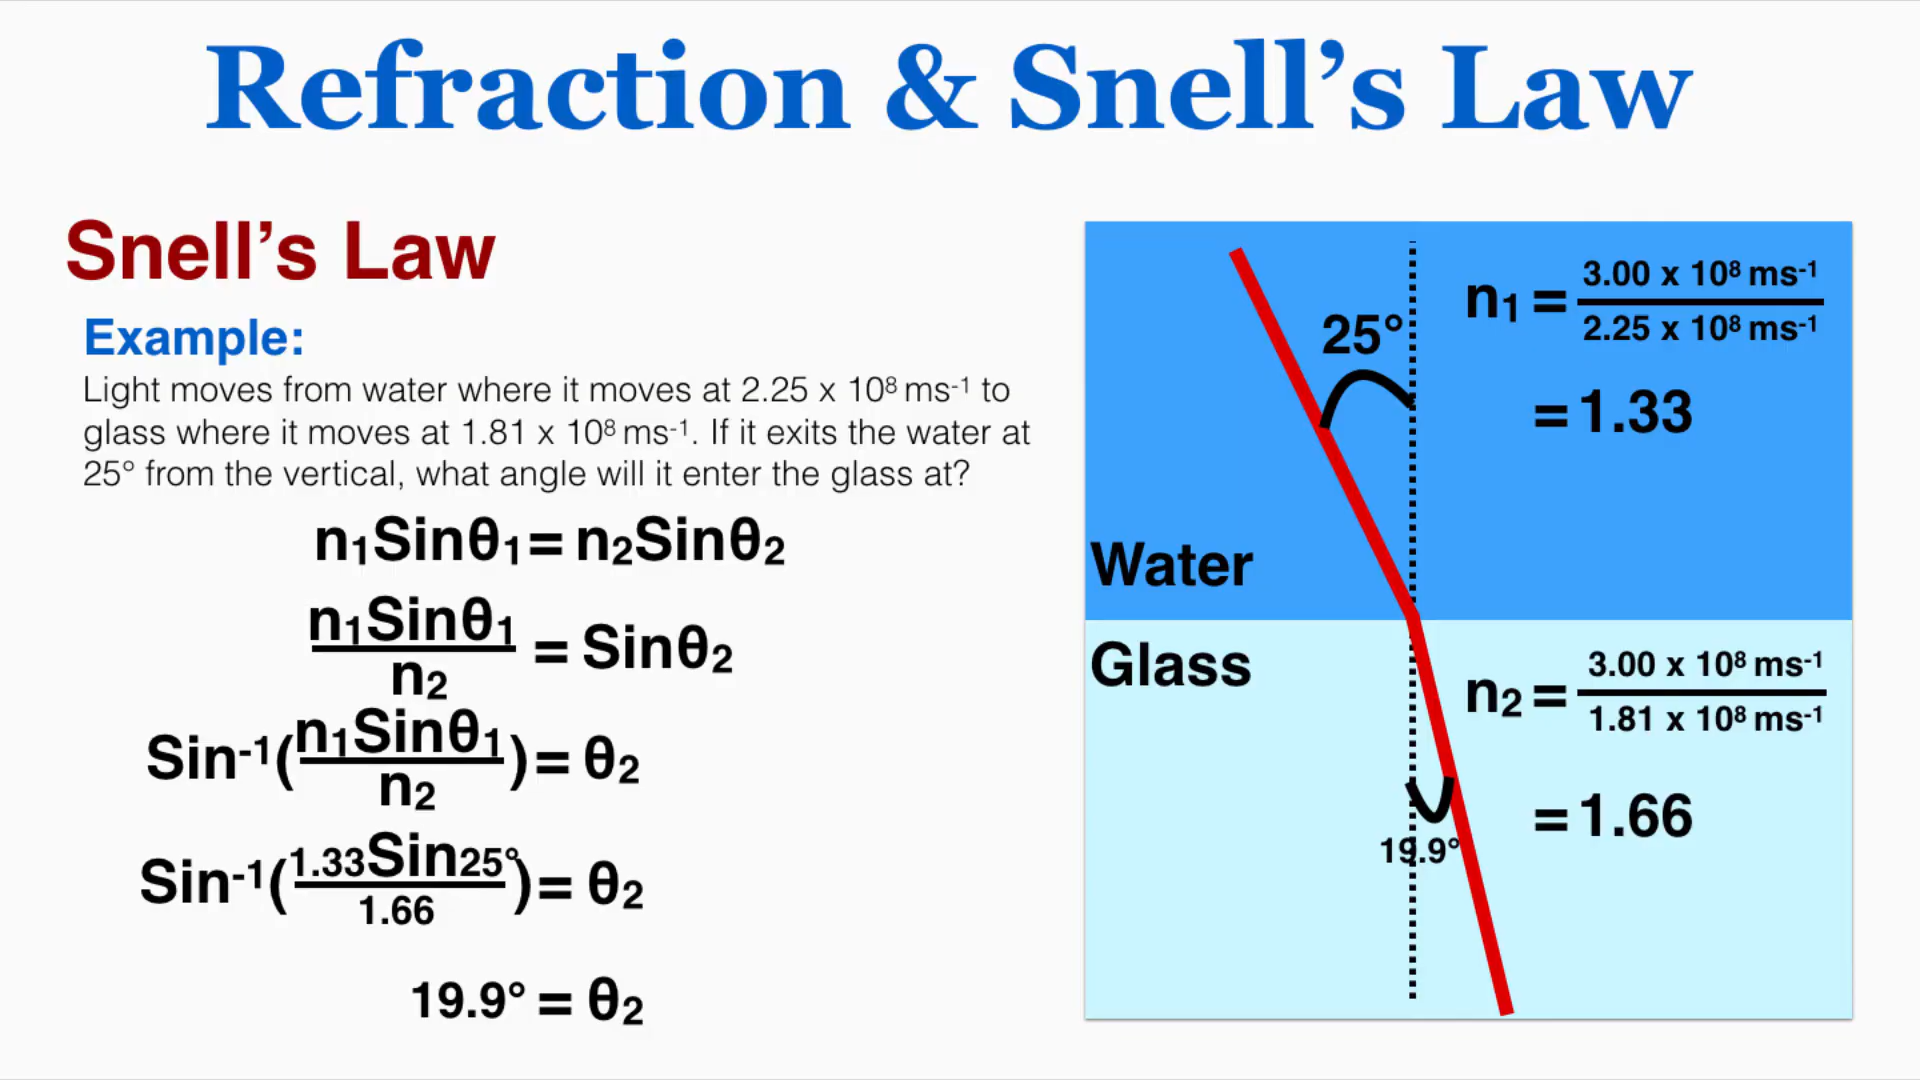 Refraction & Snell’s Law
Snell’s Law
Example:
Light moves from water where it moves at 2.25 x 10⁸ ms⁻¹ to
glass where it moves at 1.81 x 10⁸ ms⁻¹. If it exits the water at
25° from the vertical, what angle will it enter the glass at?
n₁Sinθ₁ = n₂Sinθ₂
n₁Sinθ₁
n₂
= Sinθ₂
Sin⁻¹(n₁Sinθ₁
n₂
) = θ₂
Sin⁻¹(1.33Sin25°
1.66
) = θ₂
19.9° = θ₂
25°
n₁ =
3.00 x 10⁸ ms⁻¹
2.25 x 10⁸ ms⁻¹
= 1.33
Water
Glass
n₂ =
3.00 x 10⁸ ms⁻¹
1.81 x 10⁸ ms⁻¹
= 1.66
19.9°